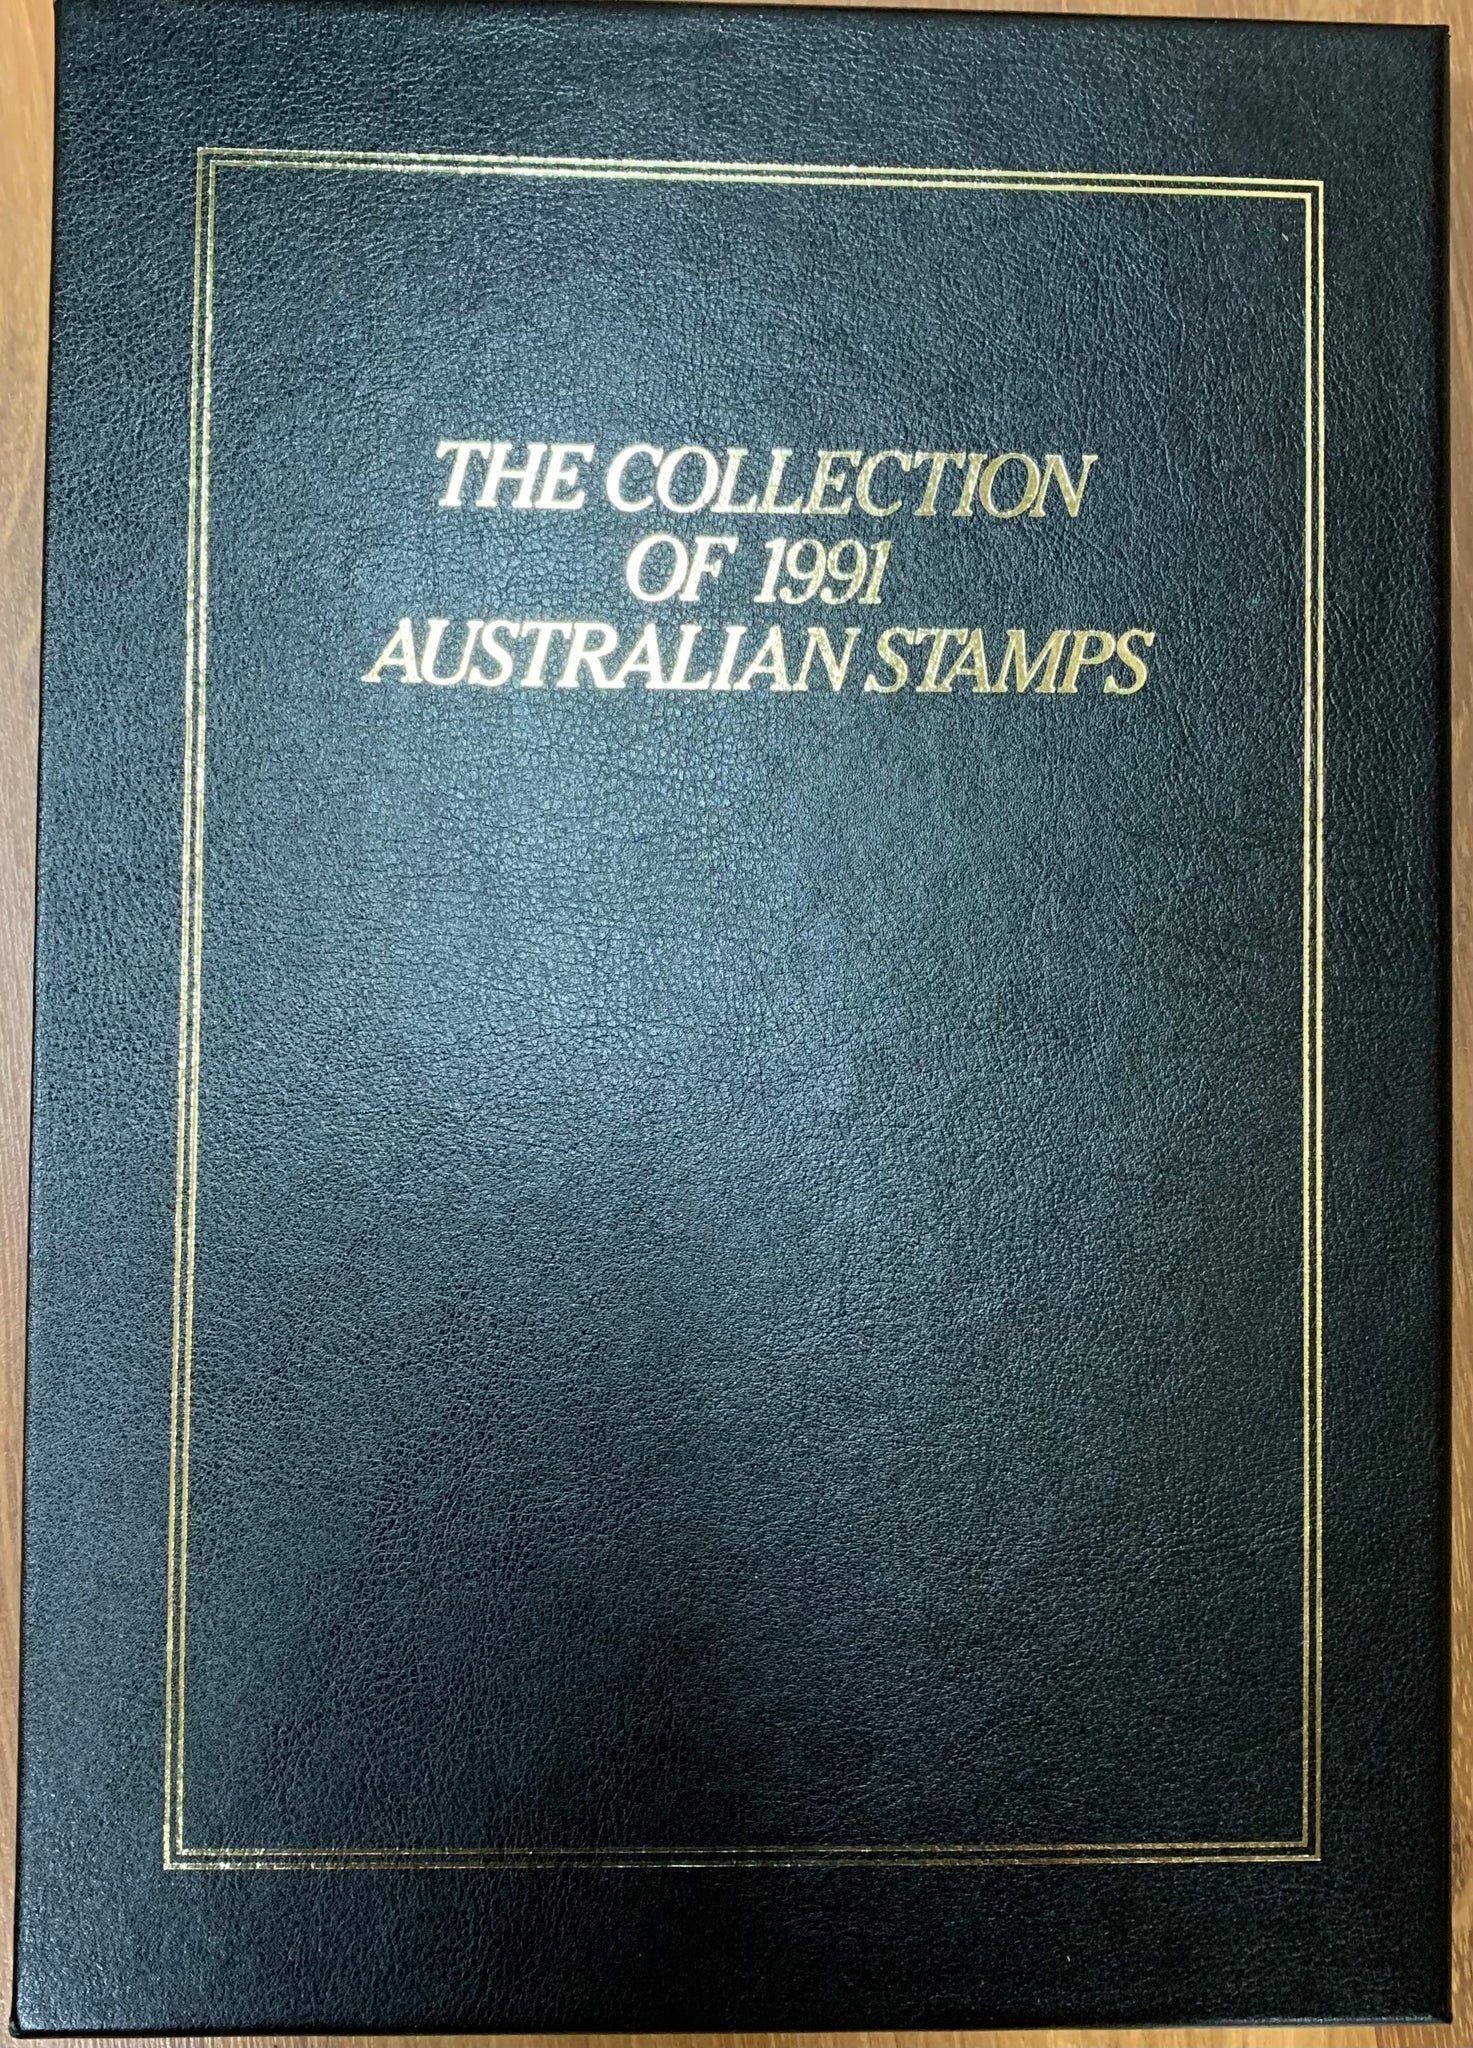 THE COLLECTION
OF 1991
AUSTRALIAN STAMPS